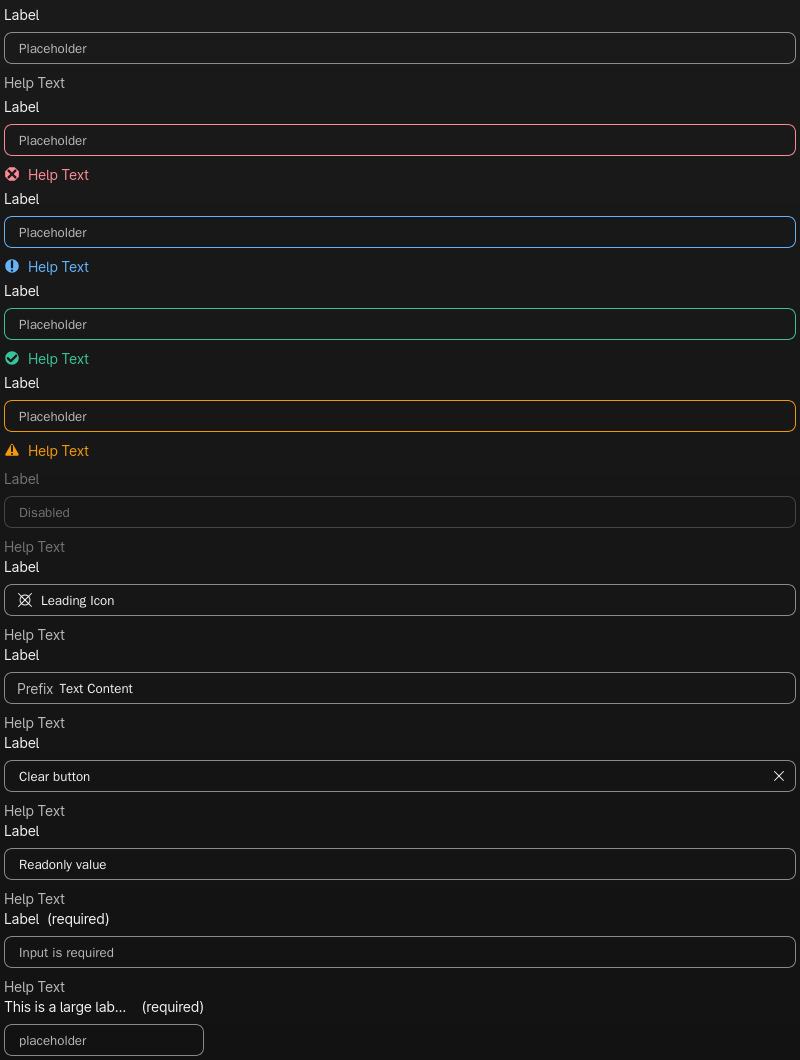 Label
Placeholder
Help Text
Label
Placeholder
Help Text
Label
Placeholder
Help Text
Label
Placeholder
Help Text
Label
Placeholder
Help Text
Label
Disabled
Help Text
Label
Leading Icon
Help Text
Label
Prefix Text Content
Help Text
Label
Clear button
Help Text
Label
Readonly value
Help Text
Label (required)
Input is required
Help Text
This is a large lab... (required)
placeholder